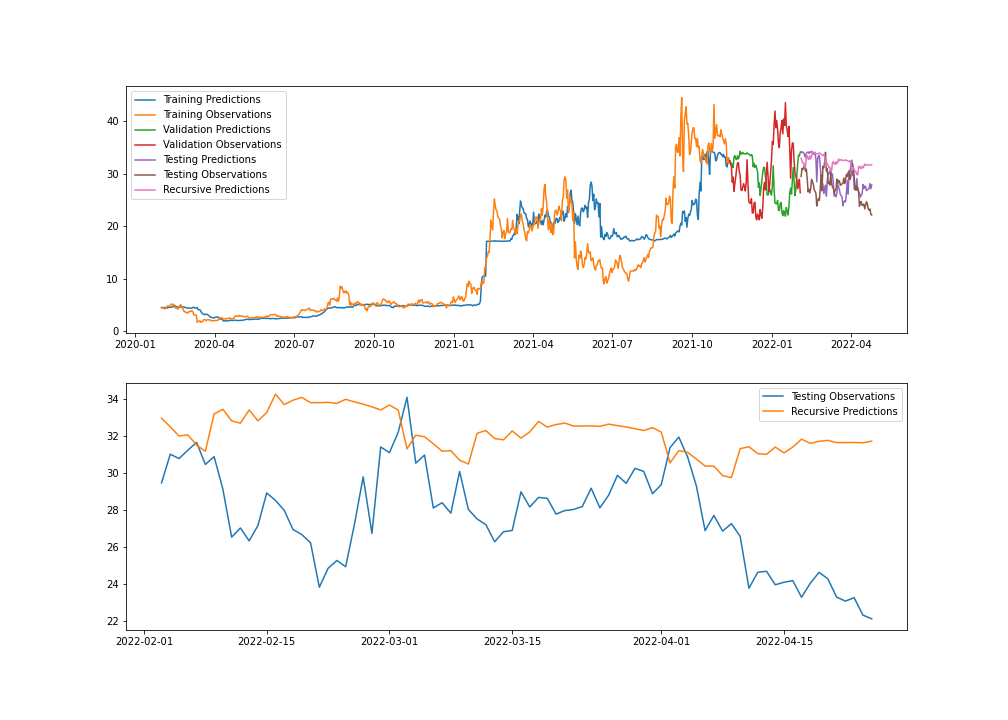 Training Predictions
Training Observations
Validation Predictions
Validation Observations
Testing Predictions
Testing Observations
Recursive Predictions
40
30
20
10
0
2020-01 2020-04 2020-07 2020-10 2021-01 2021-04 2021-07 2021-10 2022-01 2022-04
Testing Observations
Recursive Predictions
34
32
30
28
26
24
22
2022-02-01 2022-02-15 2022-03-01 2022-03-15 2022-04-01 2022-04-15